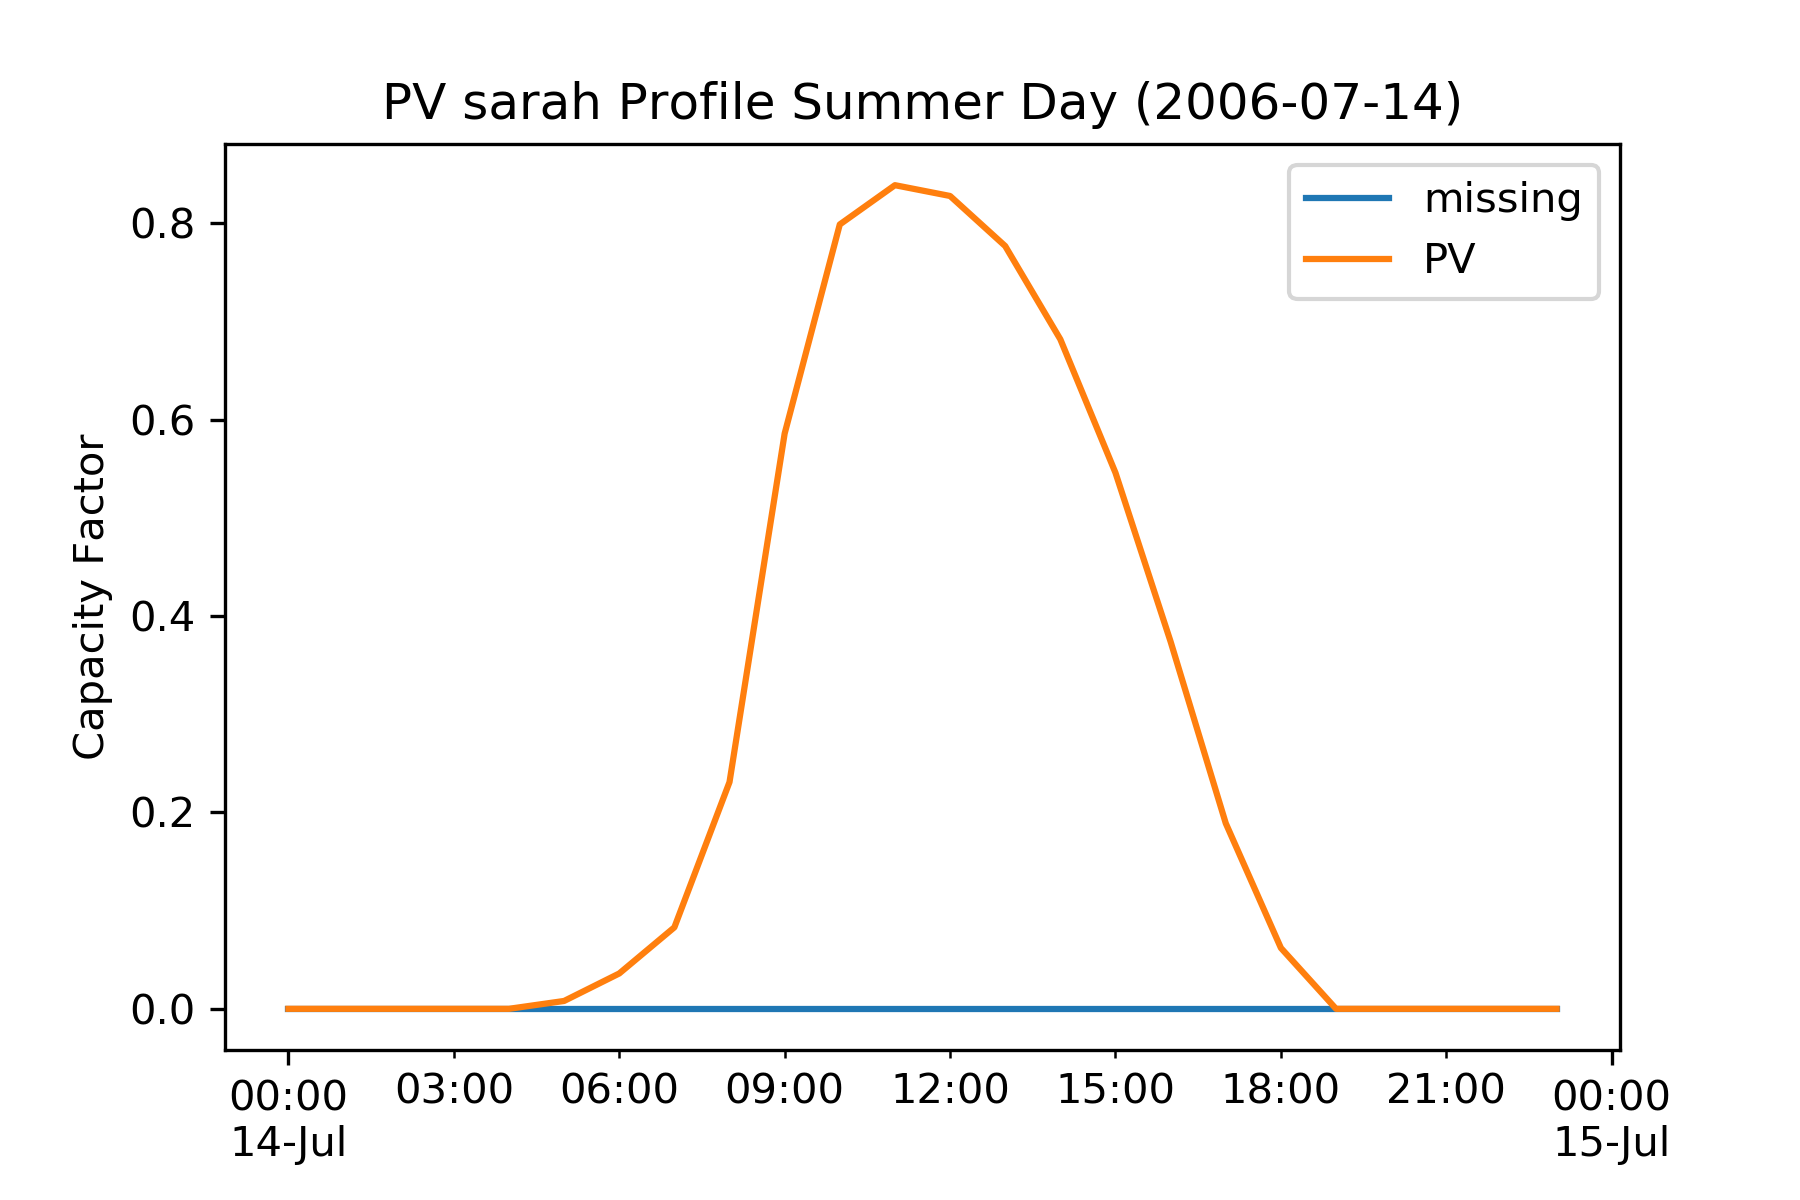 PV sarah Profile Summer Day (2006-07-14)
missing
PV
Capacity Factor
0.8
0.6
0.4
0.2
0.0
00:00 03:00 06:00 09:00 12:00 15:00 18:00 21:00 00:00
14-Jul 15-Jul